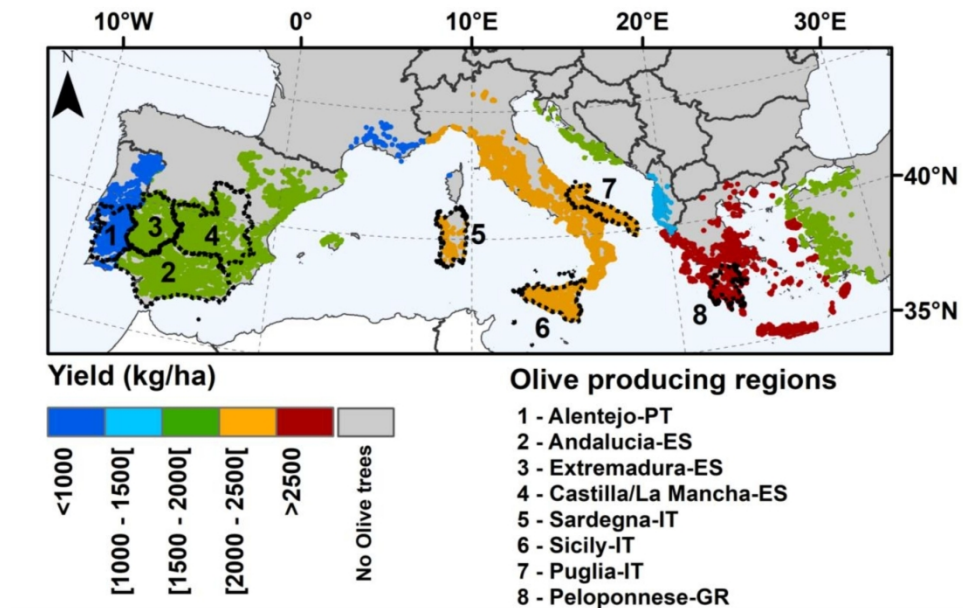 10°W 0° 10°E 20°E 30°E
N
40°N
35°N
1
2
3
4
5
6
7
8
Yield (kg/ha)
<1000
[1000 - 1500[
[1500 - 2000[
[2000 - 2500[
>2500
No Olive trees
Olive producing regions
1 - Alentejo-PT
2 - Andalucia-ES
3 - Extremadura-ES
4 - Castilla/La Mancha-ES
5 - Sardegna-IT
6 - Sicily-IT
7 - Puglia-IT
8 - Peloponnese-GR